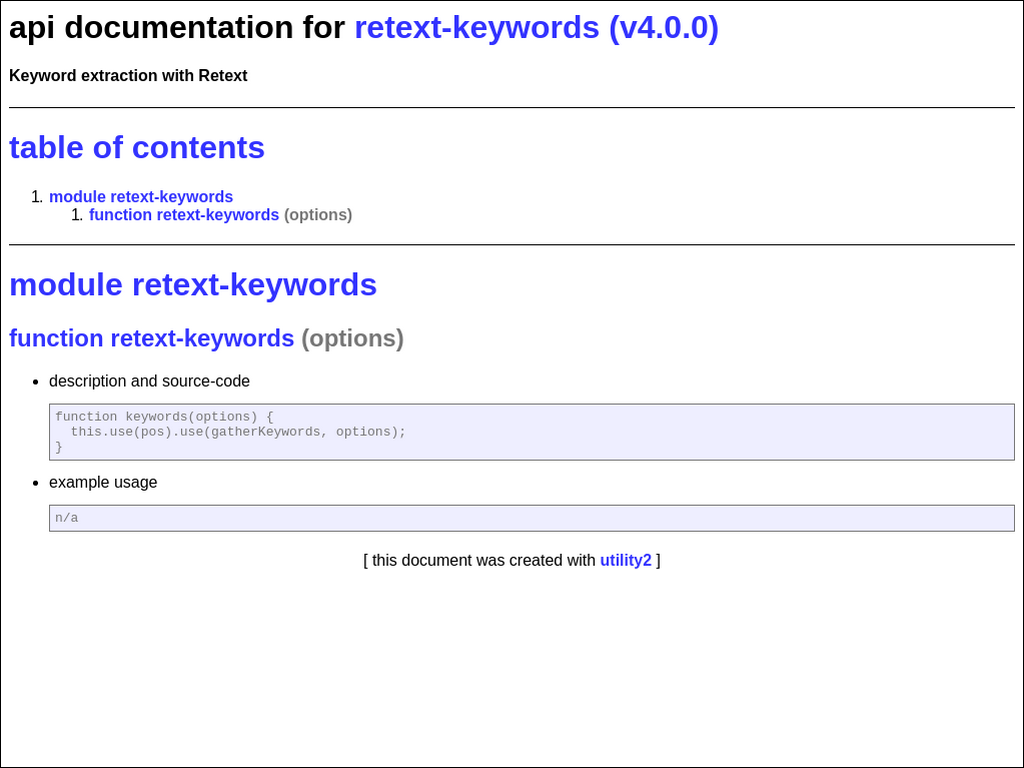 api documentation for retext-keywords (v4.0.0)
Keyword extraction with Retext
table of contents
1. module retext-keywords
1. function retext-keywords (options)
module retext-keywords
function retext-keywords (options)
• description and source-code
function keywords(options) {
  this.use(pos).use(gatherKeywords, options);
}
• example usage
n/a
[ this document was created with utility2 ]